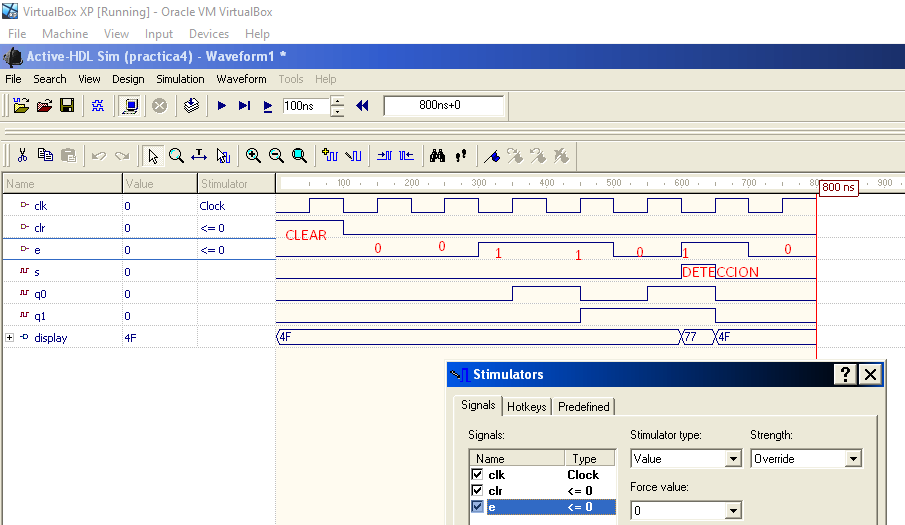 VirtualBox XP [Running] - Oracle VM VirtualBox
File Machine View Input Devices Help
Active-HDL Sim (practica4) - Waveform1 *
File Search View Design Simulation Waveform Tools Help
100ns 800ns+0
Name Value Stimulator 100 200 300 400 500 600 700 80 900
800 ns
clk 0 Clock
clr 0 <= 0
CLEAR
e 0 <= 0 0 0 1 1 0 1 0
s 0 DETECCION
q0 0
q1 0
display 4F 4F 77 4F
Stimulators
Signals Hotkeys Predefined
Signals: Stimulator type: Strength:
Name Type Value Override
clk Clock
clr <= 0 Force value:
e <= 0 0